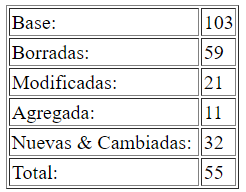 Base: 103
Borradas: 59
Modificadas: 21
Agregada: 11
Nuevas & Cambiadas: 32
Total: 55